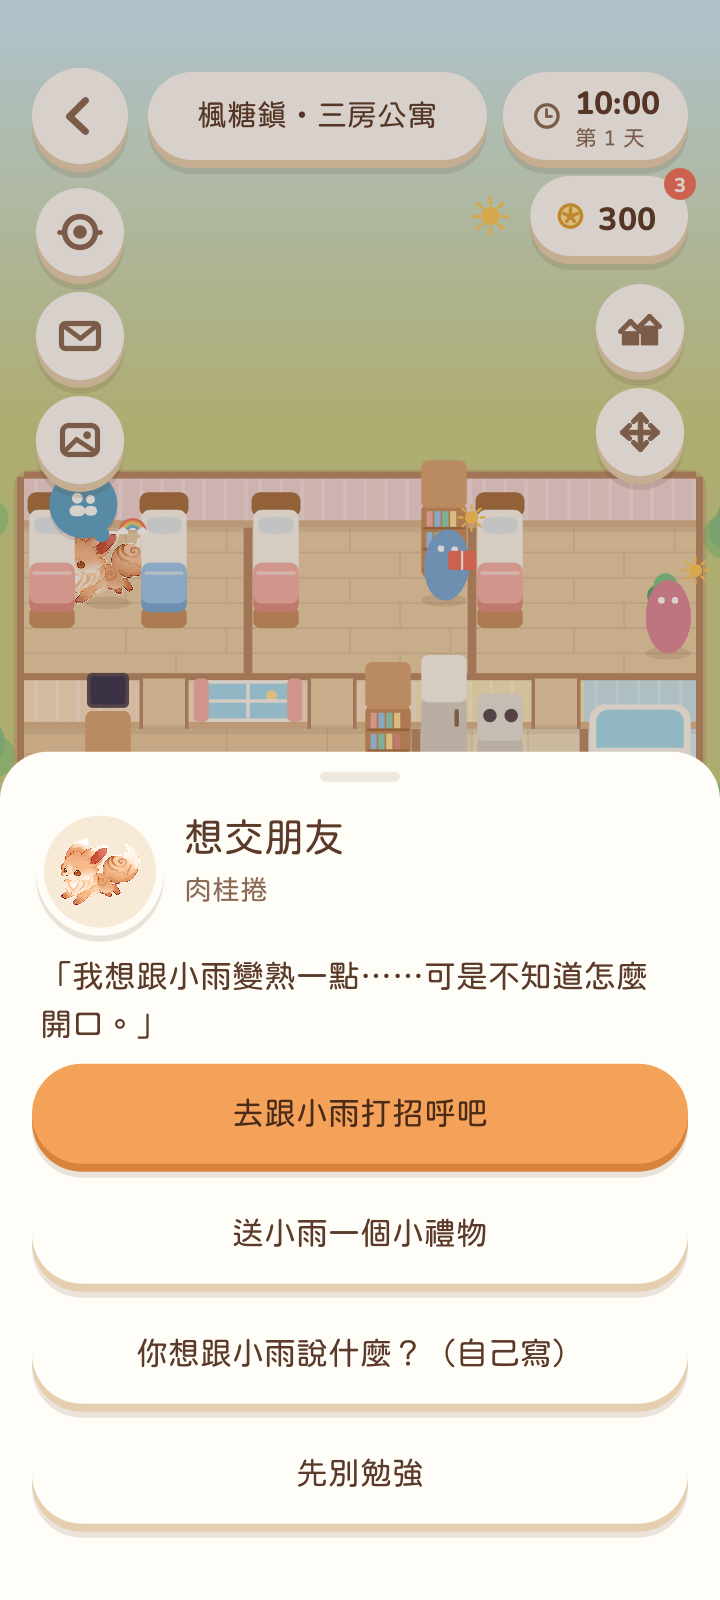 楓糖鎮・三房公寓
10:00
第 1 天
3
300
想交朋友
肉桂捲
「我想跟小雨變熟一點……可是不知道怎麼
開口。」
去跟小雨打招呼吧
送小雨一個小禮物
你想跟小雨說什麼？（自己寫）
先別勉強